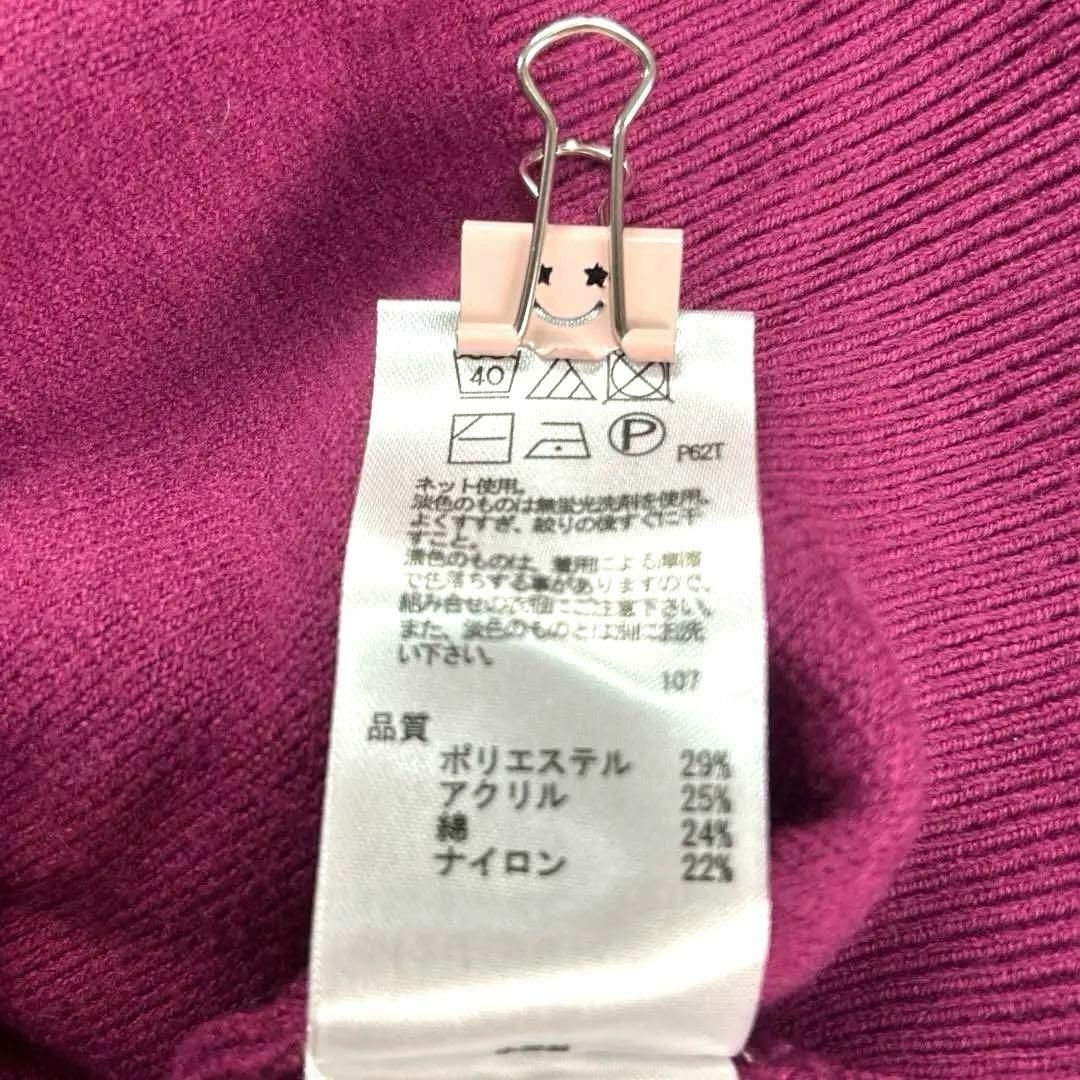 40
P
P62T
ネット使用。
淡色のものは無蛍光洗剤を使用。
よくすすぎ、絞りの後すぐに干
すこと。
濃色のものは、着用による摩擦
で色落ちする事がありますので、
組み合せの衣服にご注意下さい。
また、淡色のものとは別にお洗
い下さい。
107
品質
ポリエステル 29%
アクリル 25%
綿 24%
ナイロン 22%